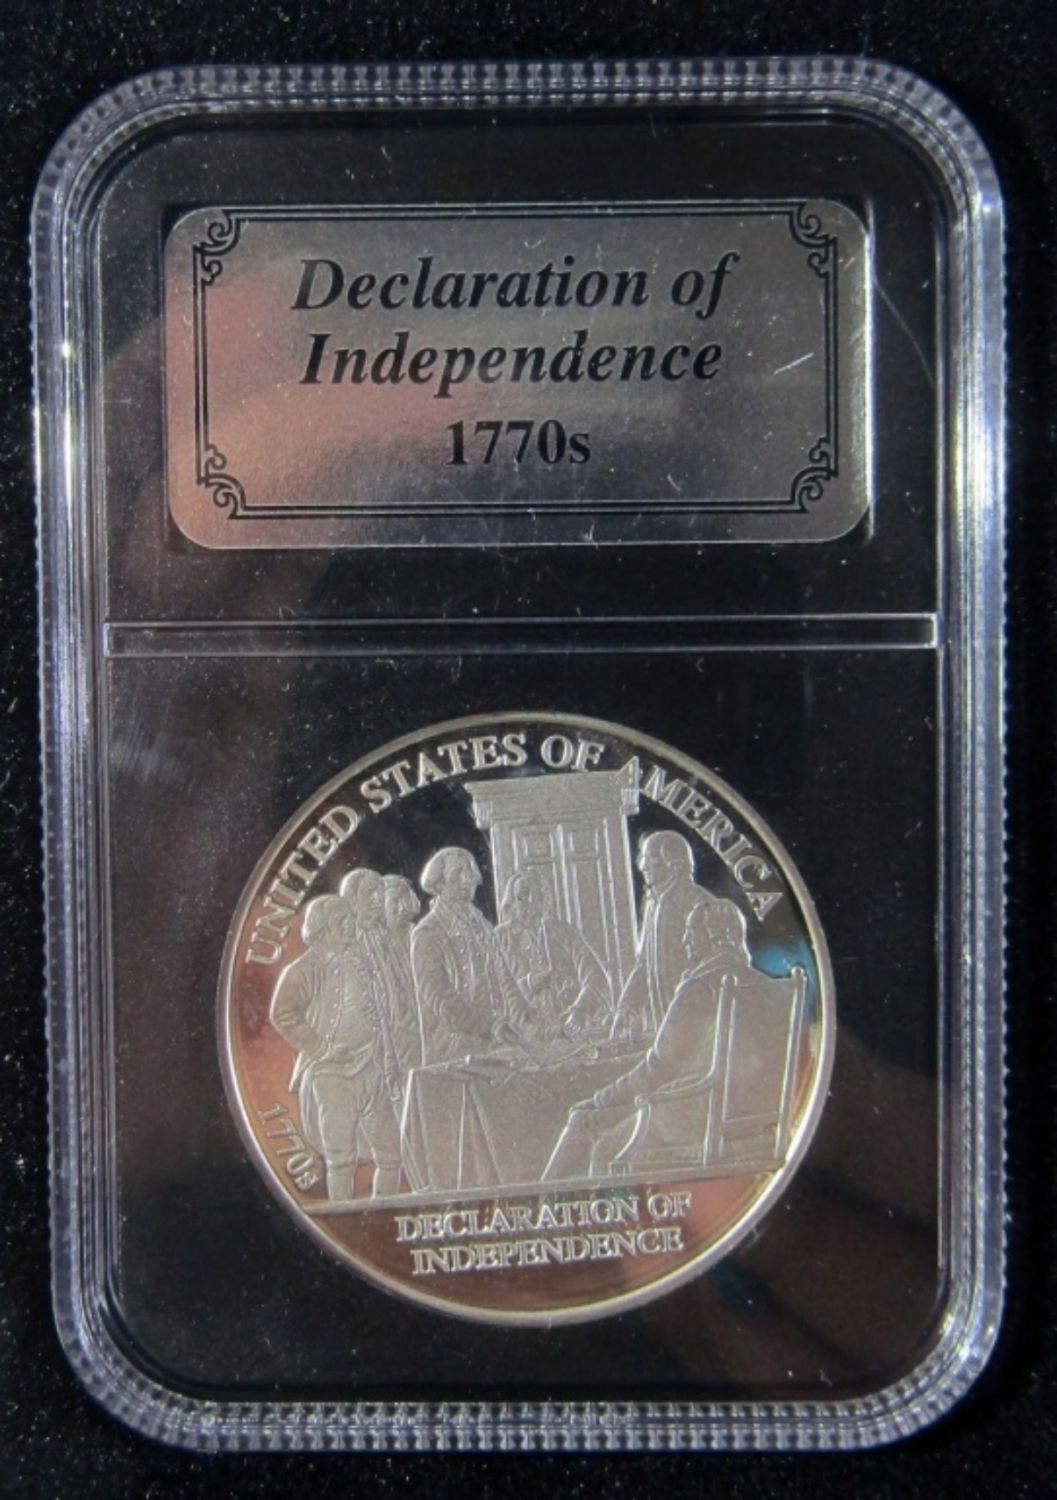 Declaration of
Independence
1770s
UNITED STATES OF AMERICA
1770s
DECLARATION OF
INDEPENDENCE